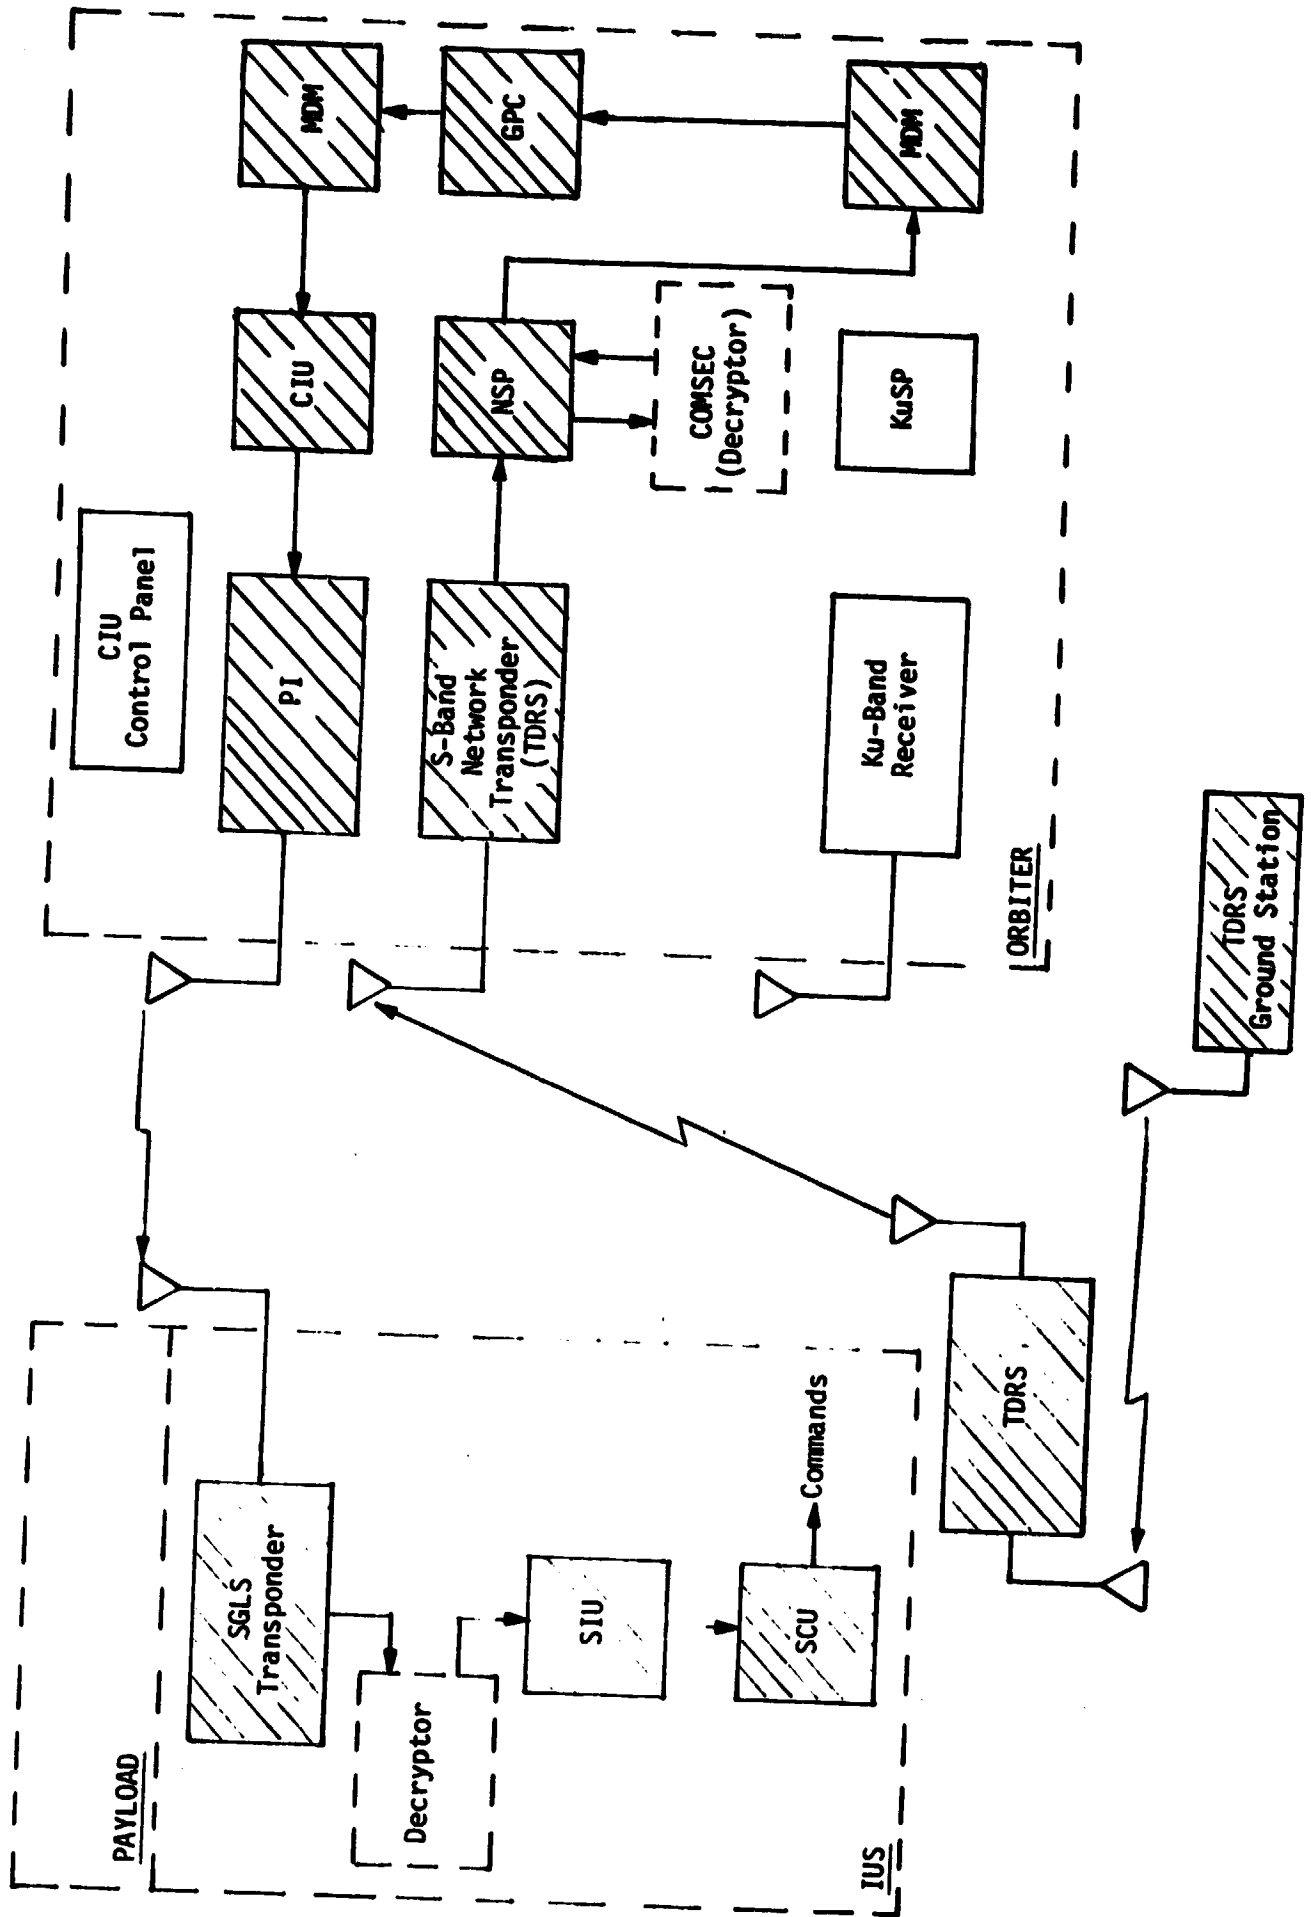 PAYLOAD
SGLS
Transponder
Decryptor
SIU
SCU
Commands
IUS
TDRS
TDRS
Ground Station
ORBITER
CIU
Control Panel
PI
CIU
MDM
S-Band
Network
Transponder
(TDRS)
NSP
GPC
COMSEC
(Decryptor)
Ku-Band
Receiver
KuSP
MDM